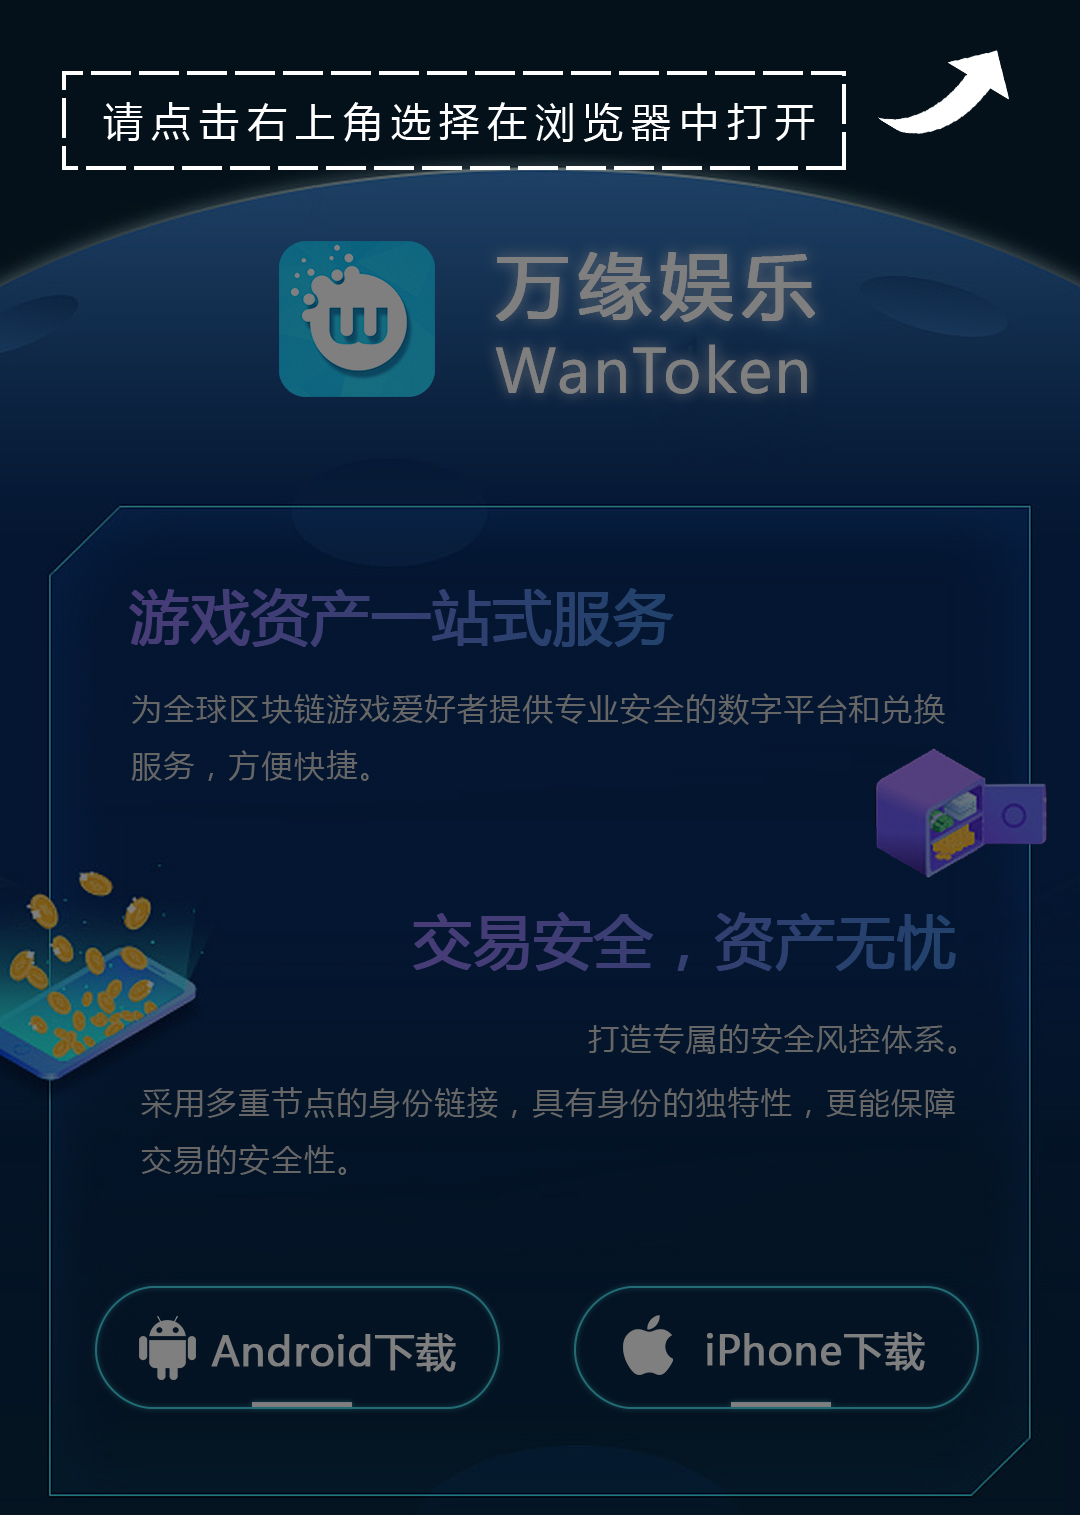 请点击右上角选择在浏览器中打开
万缘娱乐
WanToken
游戏资产一站式服务
为全球区块链游戏爱好者提供专业安全的数字平台和兑换
服务，方便快捷。
交易安全，资产无忧
打造专属的安全风控体系。
采用多重节点的身份链接，具有身份的独特性，更能保障
交易的安全性。
Android下载
iPhone下载